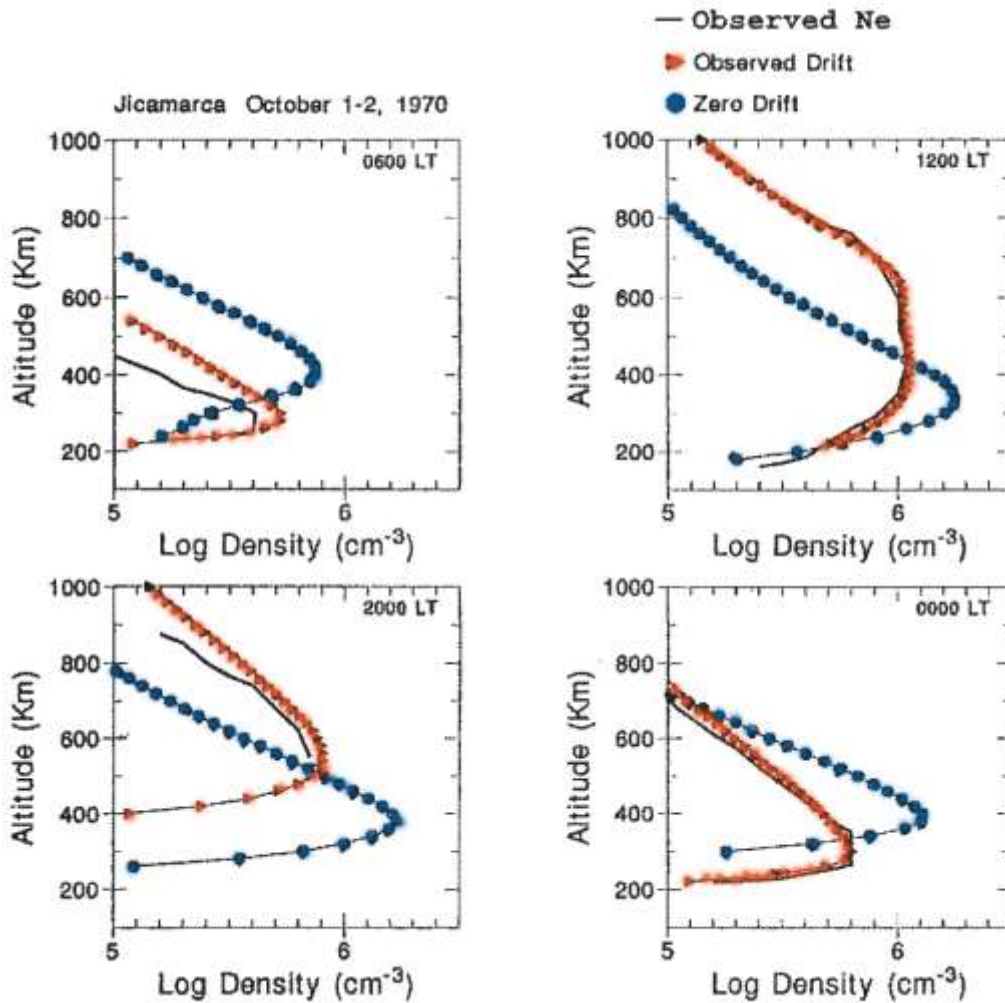 — Observed Ne
Observed Drift
Zero Drift
Jicamarca October 1-2, 1970
0600 LT
1000
800
600
400
200
Altitude (Km)
5
6
Log Density (cm-3)
1200 LT
1000
800
600
400
200
Altitude (Km)
5
6
Log Density (cm-3)
2000 LT
1000
800
600
400
200
Altitude (Km)
5
6
Log Density (cm-3)
0000 LT
1000
800
600
400
200
Altitude (Km)
5
6
Log Density (cm-3)